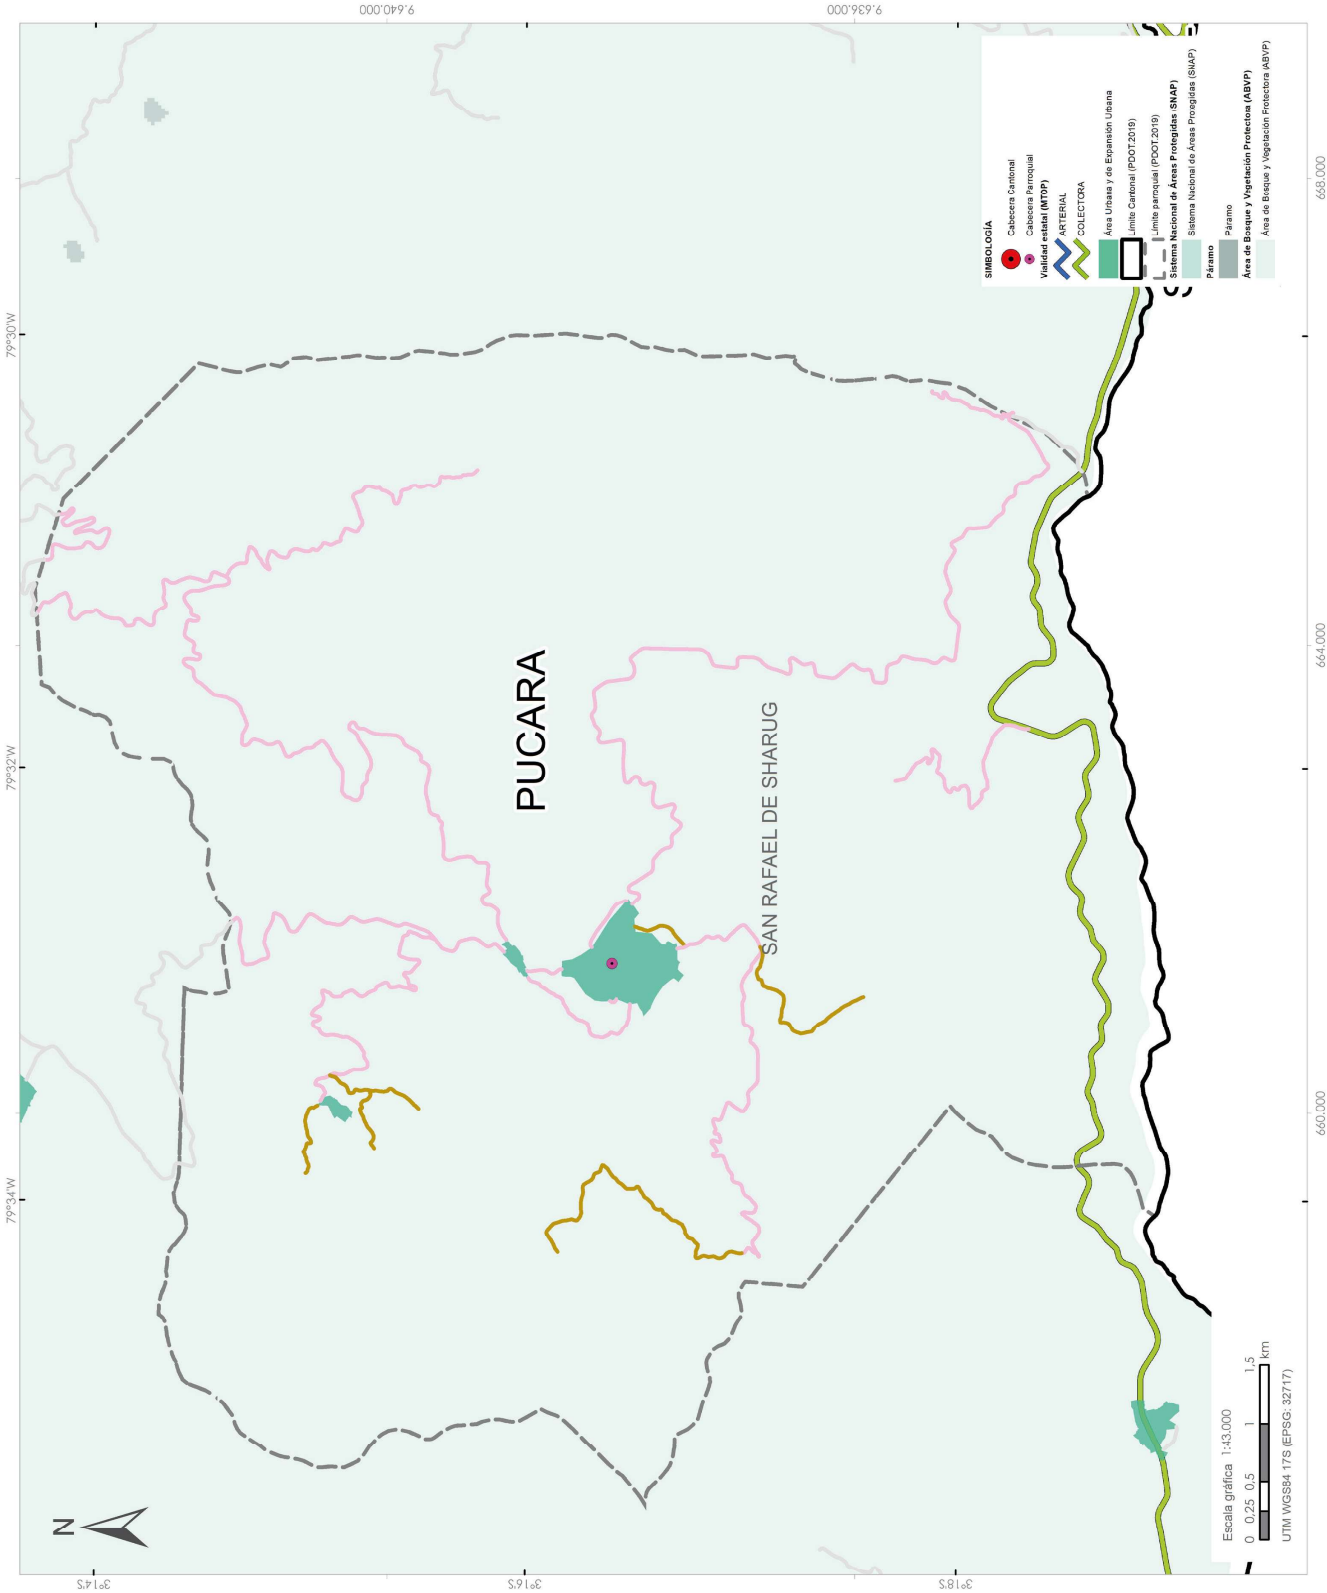 79°34'W
79°32'W
79°30'W
9.640.000
9.636.000
3°14'S
3°16'S
3°18'S
N
PUCARA
SAN RAFAEL DE SHARUG
SIMBOLOGÍA
Cabecera Cantonal
Cabecera Parroquial
Vialidad estatal (MTOP)
ARTERIAL
COLECTORA
Área Urbana y de Expansión Urbana
Límite Cantonal (PDOT.2019)
Límite parroquial (PDOT.2019)
Sistema Nacional de Áreas Protegidas (SNAP)
Sistema Nacional de Áreas Protegidas (SNAP)
Páramo
Páramo
Área de Bosque y Vegetación Protectora (ABVP)
Área de Bosque y Vegetación Protectora (ABVP)
Escala gráfica 1:43.000
0 0,25 0,5 1 1,5
km
UTM WGS84 17S (EPSG: 32717)
660.000
664.000
668.000